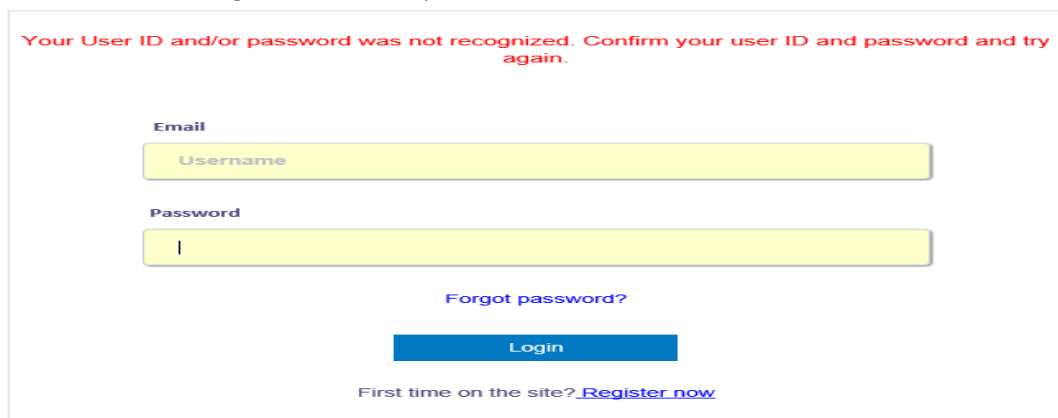 Your User ID and/or password was not recognized. Confirm your user ID and password and try
again.
Email
Username
Password
Forgot password?
Login
First time on the site? Register now